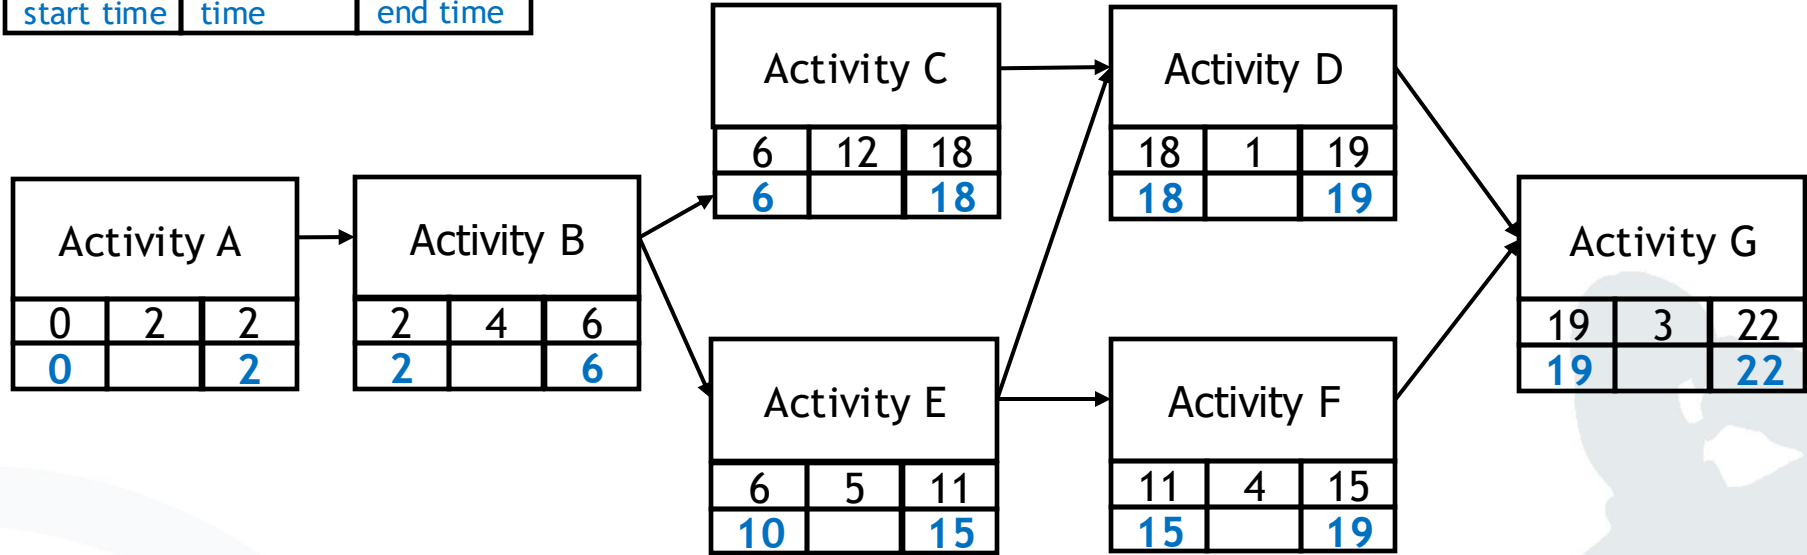 start time time end time
Activity C
6 12 18
6 18
Activity D
18 1 19
18 19
Activity A
0 2 2
0 2
Activity B
2 4 6
2 6
Activity G
19 3 22
19 22
Activity E
6 5 11
10 15
Activity F
11 4 15
15 19